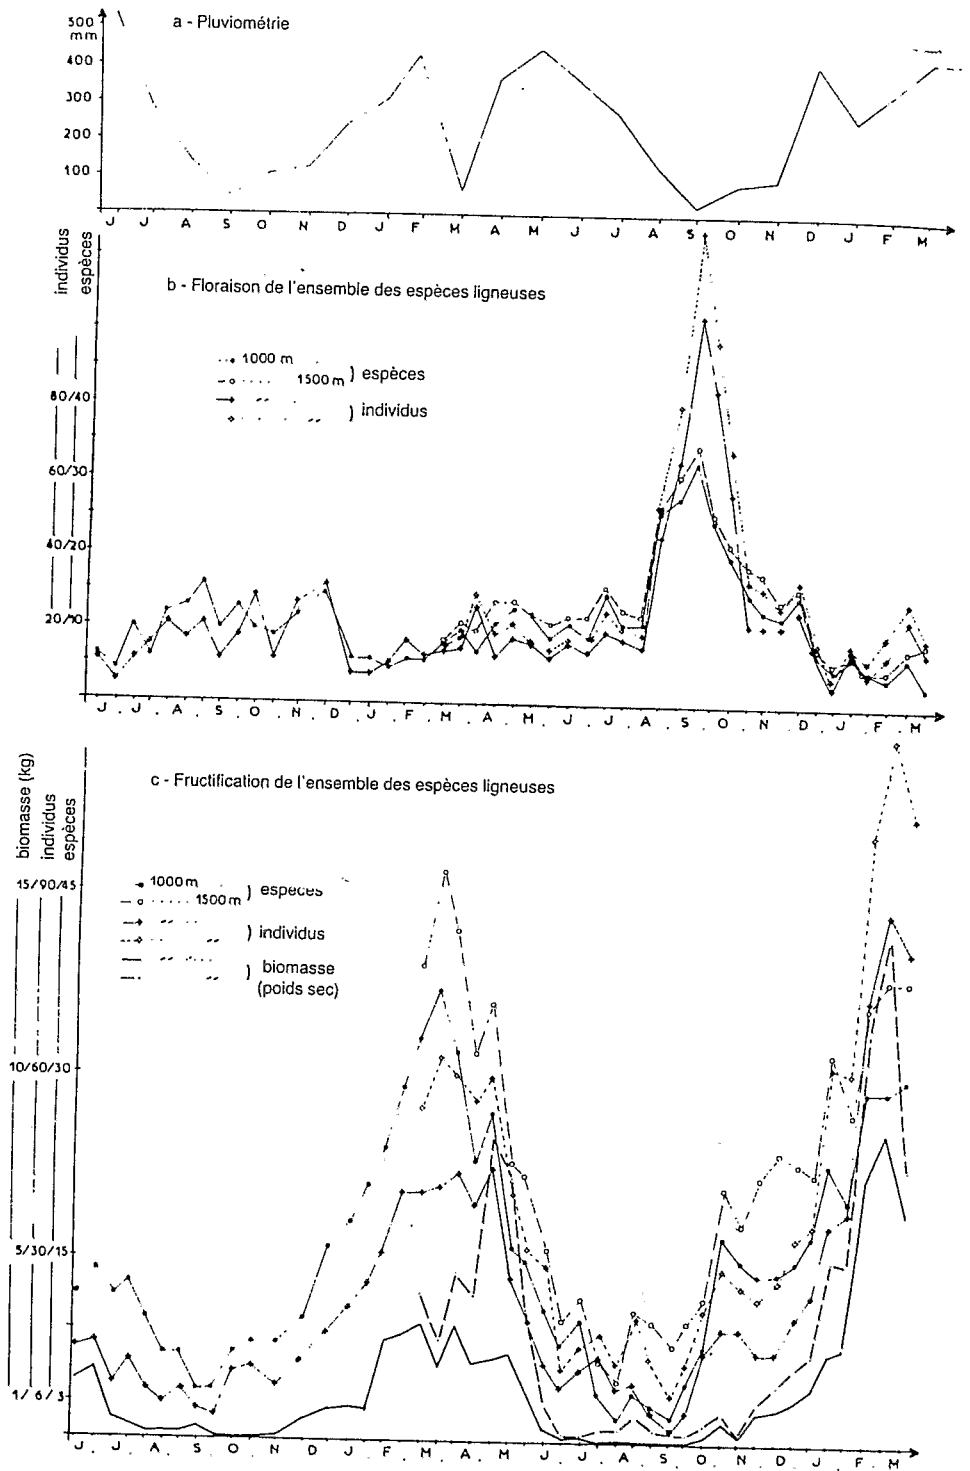 a - Pluviométrie
500
mm
400
300
200
100
J J A S O N D J F M A M J J A S O N D J F M
individus
espèces
b - Floraison de l'ensemble des espèces ligneuses
1000 m
1500 m ) espèces
) individus
80/40
60/30
40/20
20/10
J . J . A . S . O . N . D . J . F . M . A . M . J . J . A . S . O . N . D . J . F . M .
biomasse (kg)
individus
espèces
c - Fructification de l'ensemble des espèces ligneuses
15/90/45
1000 m ) espèces
1500 m
) individus
) biomasse
(poids sec)
10/60/30
5/30/15
1/6/3
J . J . A . S . O . N . D . J . F . M . A . M . J . J . A . S . O . N . D . J . F . M .